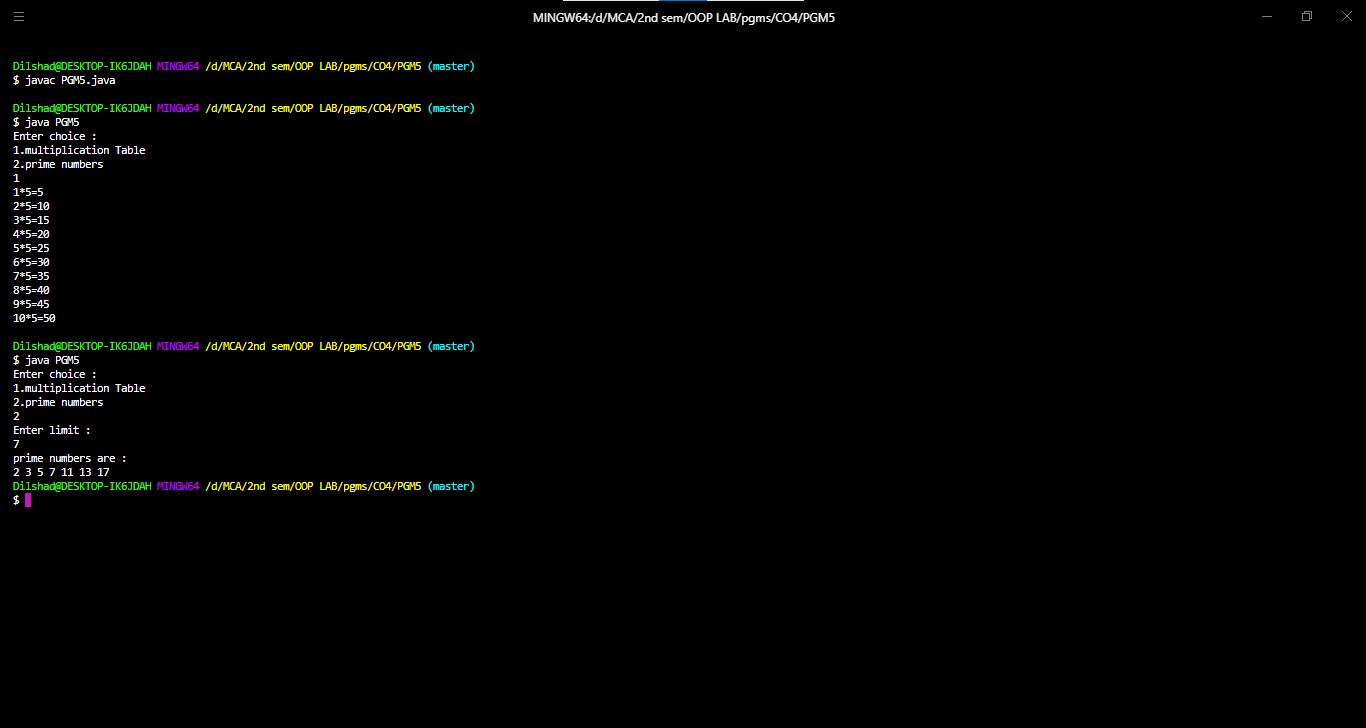 MINGW64:/d/MCA/2nd sem/OOP LAB/pgms/CO4/PGM5
Dilshad@DESKTOP-IK6JDAH MINGW64 /d/MCA/2nd sem/OOP LAB/pgms/CO4/PGM5 (master)
$ javac PGM5.java
Dilshad@DESKTOP-IK6JDAH MINGW64 /d/MCA/2nd sem/OOP LAB/pgms/CO4/PGM5 (master)
$ java PGM5
Enter choice :
1.multiplication Table
2.prime numbers
1
1*5=5
2*5=10
3*5=15
4*5=20
5*5=25
6*5=30
7*5=35
8*5=40
9*5=45
10*5=50
Dilshad@DESKTOP-IK6JDAH MINGW64 /d/MCA/2nd sem/OOP LAB/pgms/CO4/PGM5 (master)
$ java PGM5
Enter choice :
1.multiplication Table
2.prime numbers
2
Enter limit :
7
prime numbers are :
2 3 5 7 11 13 17
Dilshad@DESKTOP-IK6JDAH MINGW64 /d/MCA/2nd sem/OOP LAB/pgms/CO4/PGM5 (master)
$